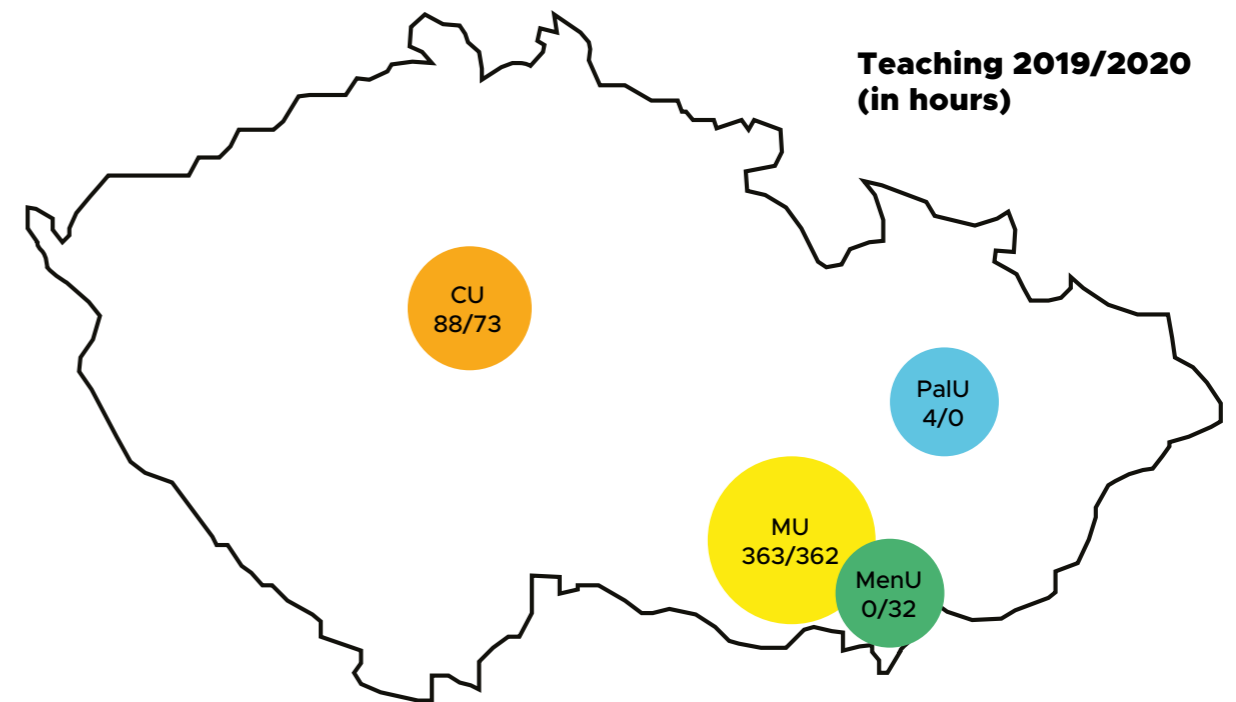 Teaching 2019/2020
(in hours)
CU
88/73
PalU
4/0
MU
363/362
MenU
0/32